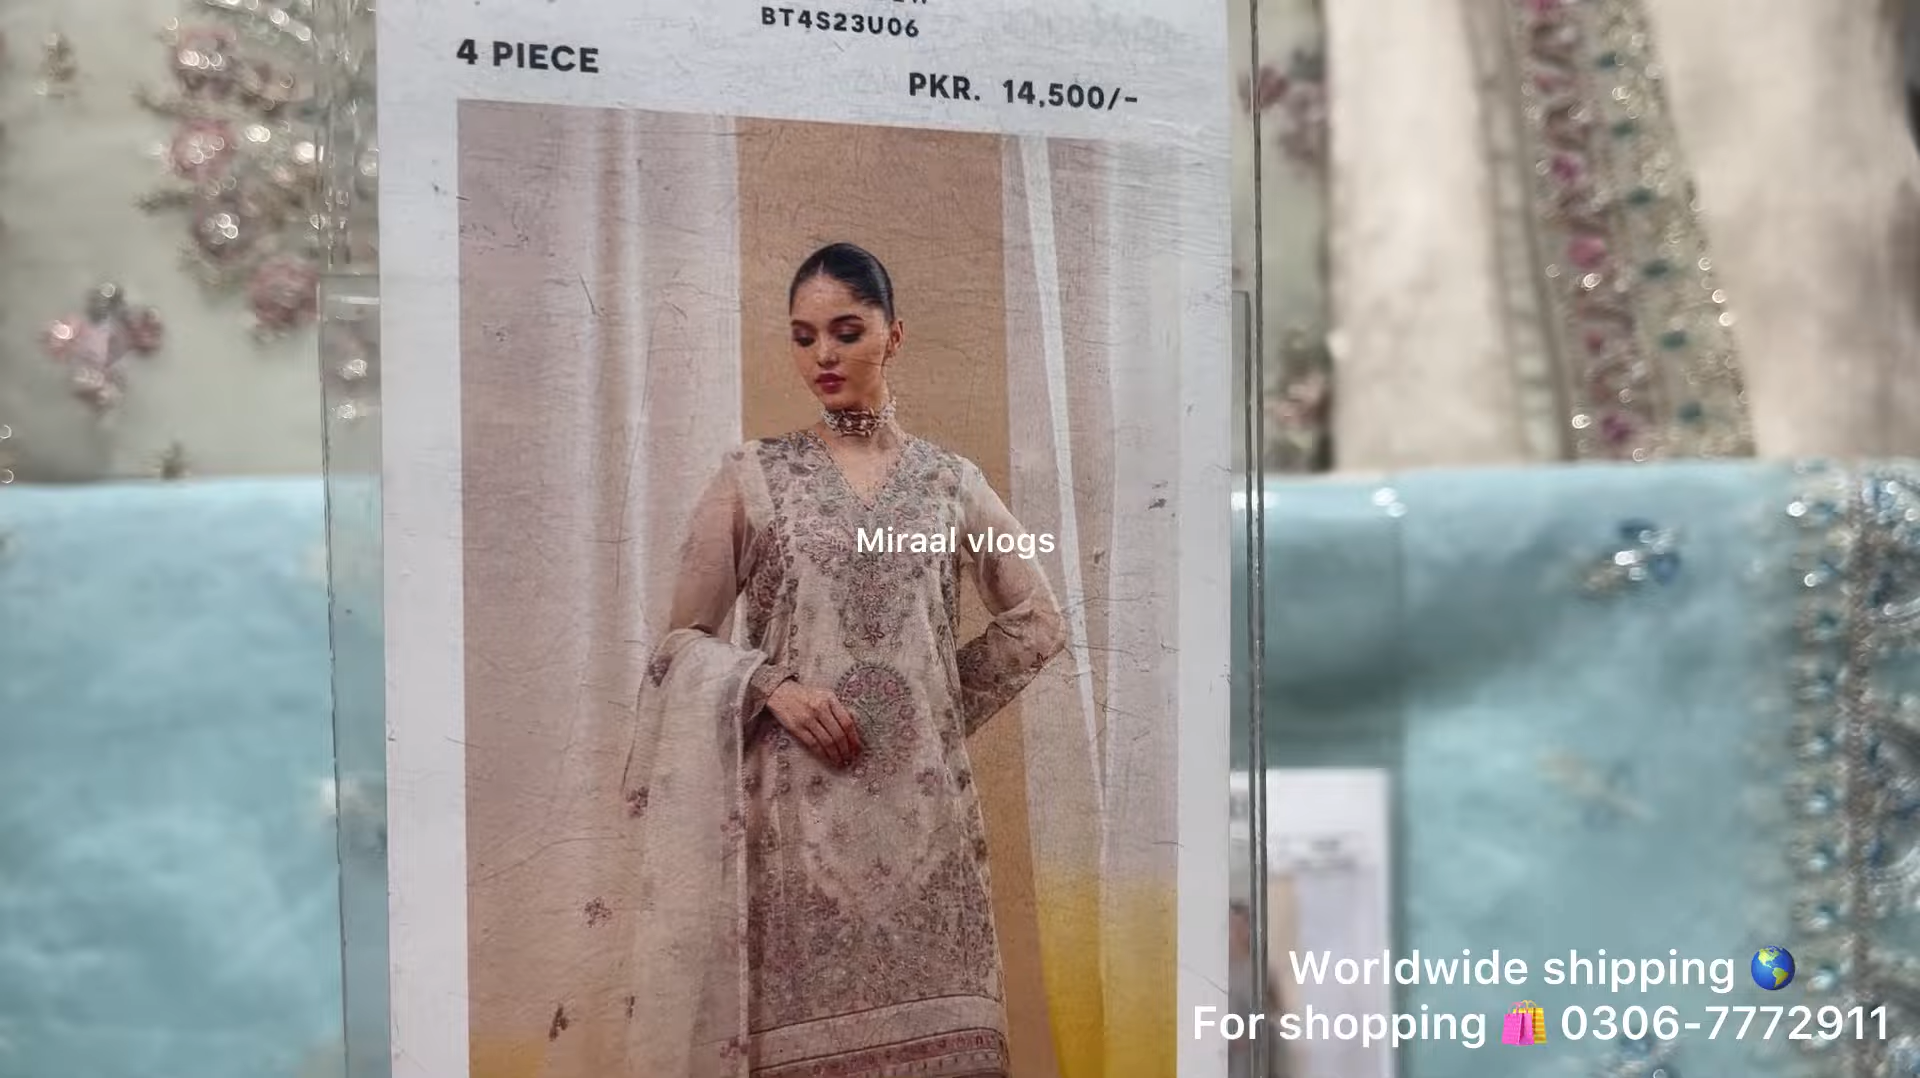 BT4S23U06
4 PIECE
PKR. 14,500/-
Miraal vlogs
Worldwide shipping 🌎
For shopping 🛍️ 0306-7772911